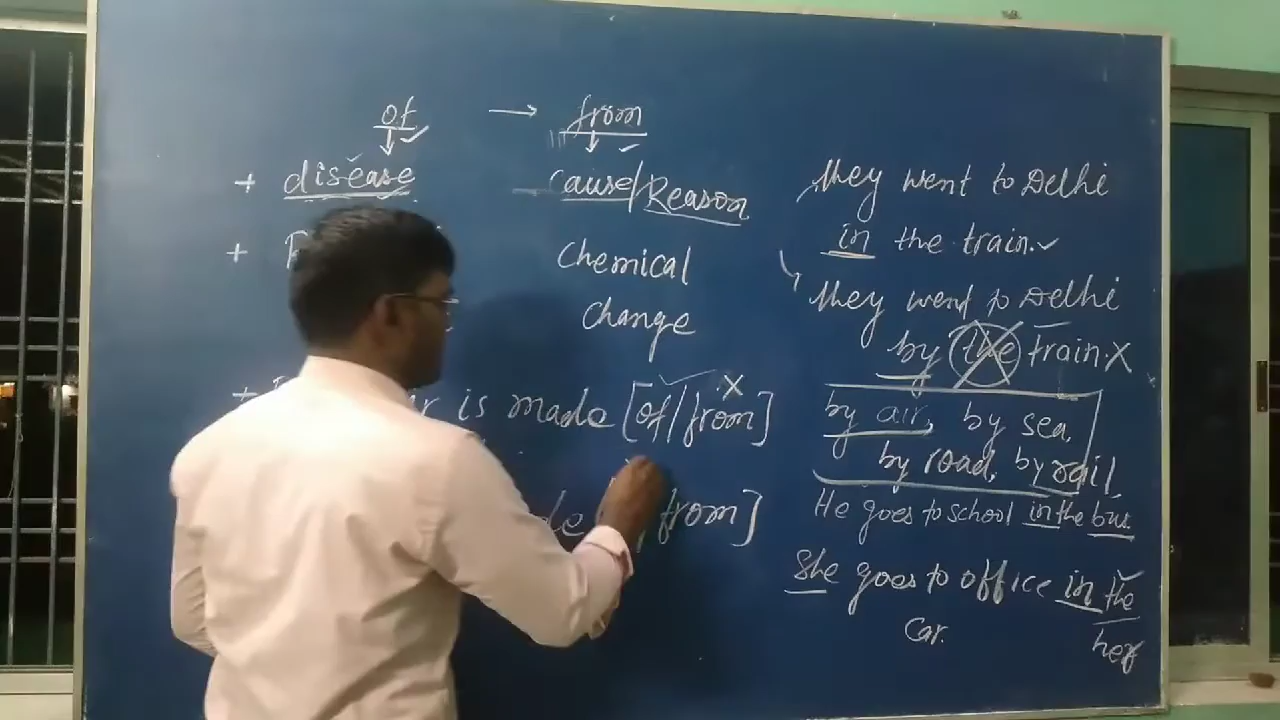 of → from
+ disease cause/Reason
+ Chemical
change
+ is made [of/from] X
from]
they went to Delhi
in the train.
they went to Delhi
by the train. X
by air, by sea,
by road, by rail,
He goes to school in the bus
She goes to office in the
car. her